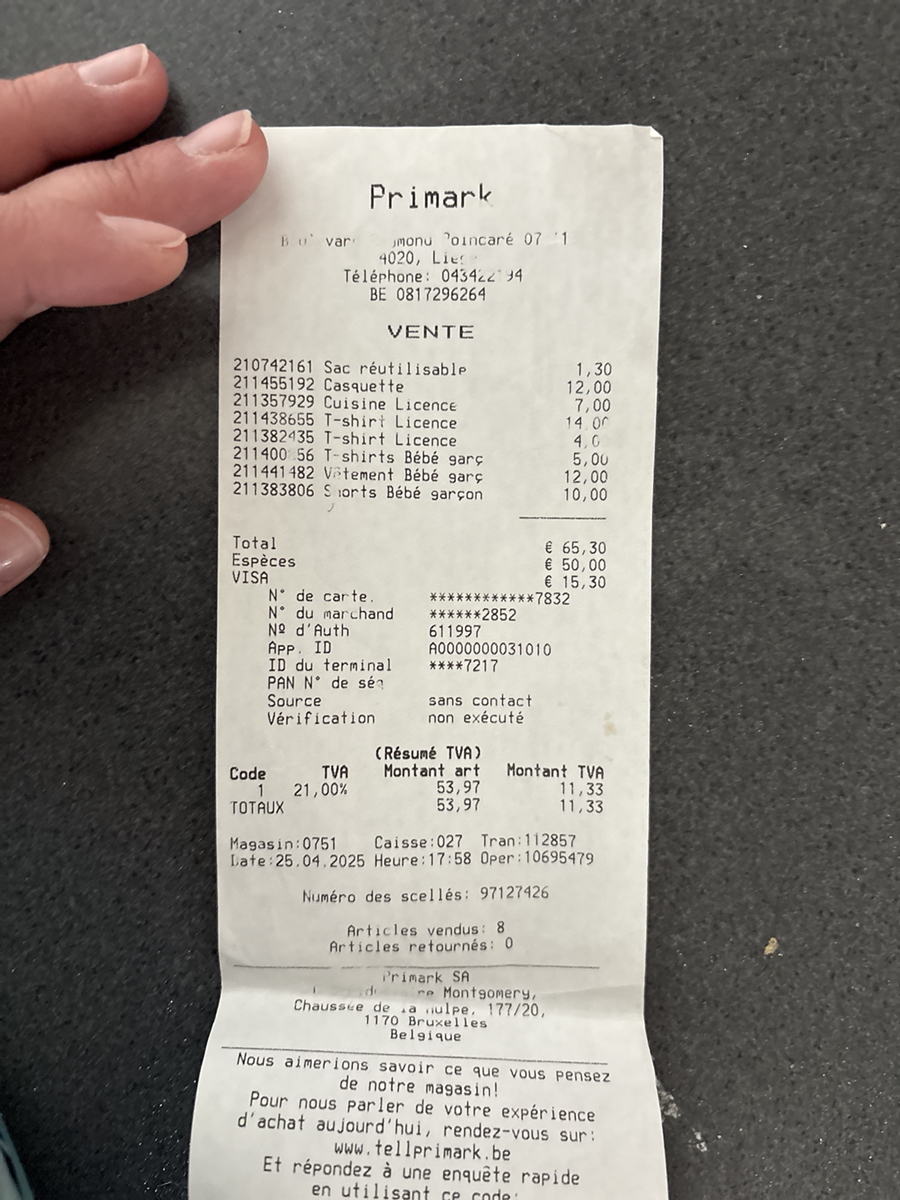 Primark
Poincaré 07
4020,
Téléphone:
BE 0817296264
VENTE
210742161 Sac réutilisable 1,30
211455192 Casquette 12,00
211357929 Cuisine Licence 7,00
211438655 T-shirt Licence 14,00
211382435 T-shirt Licence 4,0
T-shirts Bébé garç 5,00
211441482 Vêtement Bébé garç 12,00
211383806 Shorts Bébé garçon 10,00
Total € 65,30
Espèces € 50,00
VISA € 15,30
N° de carte. ************7832
N° du marchand ******2852
Nº d'Auth 611997
App. ID A0000000031010
ID du terminal ****7217
PAN N° de séq
Source sans contact
Vérification non exécuté
(Résumé TVA)
Code TVA Montant art Montant TVA
1 21,00% 53,97 11,33
TOTAUX 53,97 11,33
Magasin:0751 Caisse:027 Tran:112857
Date:25.04.2025 Heure:17:58 Oper:10695479
Numéro des scellés: 97127426
Articles vendus: 8
Articles retournés: 0
Primark SA
Montgomery,
Chaussée de la Hulpe, 177/20,
1170 Bruxelles
Belgique
Nous aimerions savoir ce que vous pensez
de notre magasin!
Pour nous parler de votre expérience
d'achat aujourd'hui, rendez-vous sur:
www.tellprimark.be
Et répondez à une enquête rapide
en utilisant ce code: